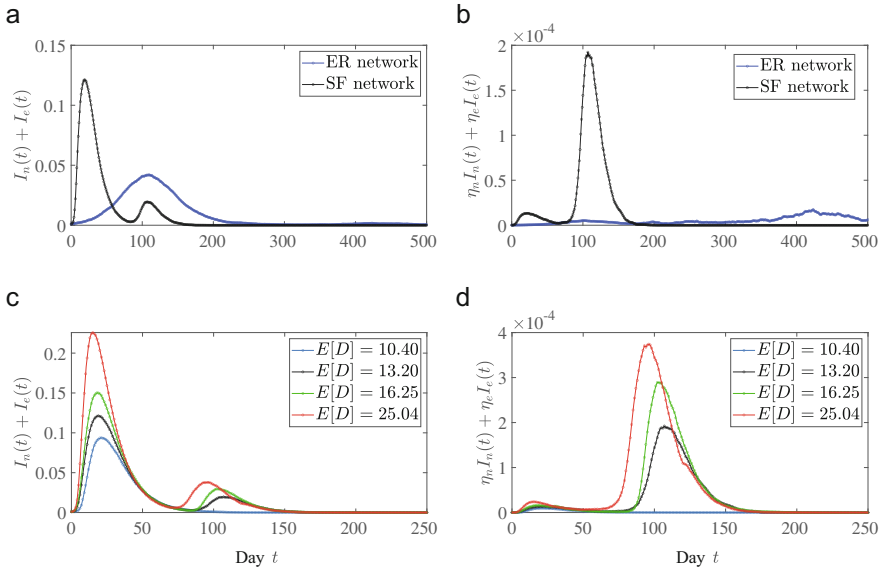 a
0.15
0.1
0.05
0
I_n(t) + I_e(t)
ER network
SF network
0 100 200 300 400 500
b
×10^-4
2
1.5
1
0.5
0
η_n I_n(t) + η_e I_e(t)
ER network
SF network
0 100 200 300 400 500
c
0.2
0.15
0.1
0.05
0
I_n(t) + I_e(t)
E[D] = 10.40
E[D] = 13.20
E[D] = 16.25
E[D] = 25.04
0 50 100 150 200 250
Day t
d
×10^-4
4
3
2
1
0
η_n I_n(t) + η_e I_e(t)
E[D] = 10.40
E[D] = 13.20
E[D] = 16.25
E[D] = 25.04
0 50 100 150 200 250
Day t